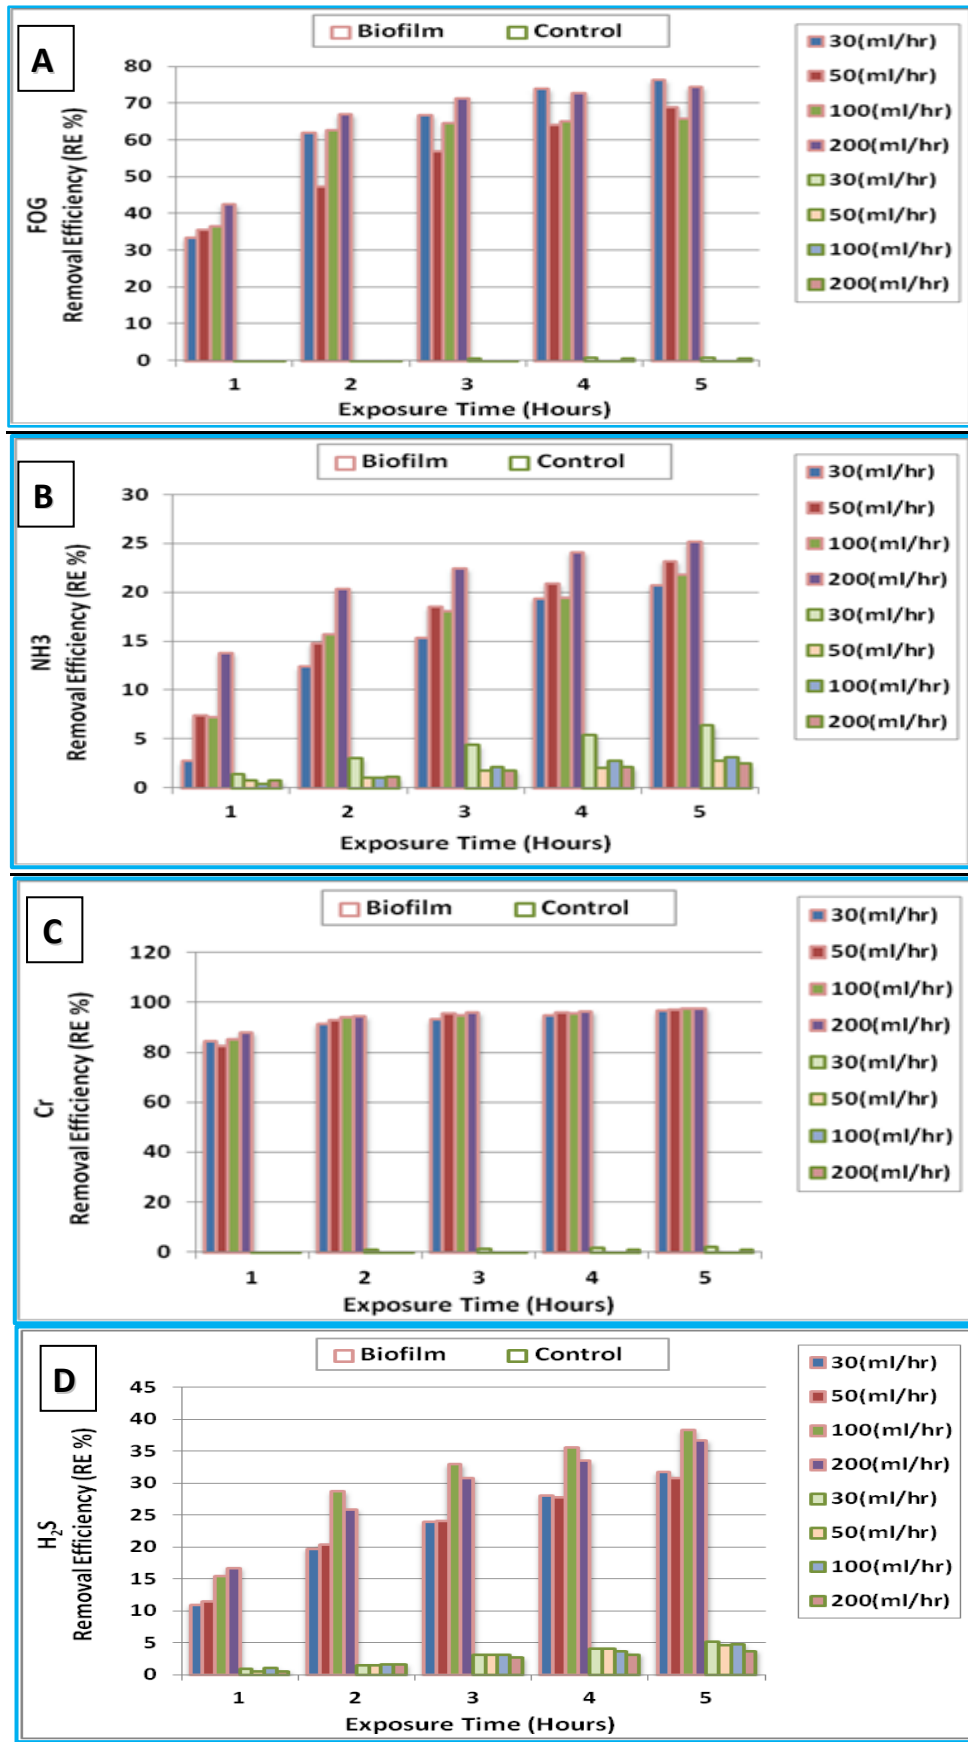 A
Biofilm Control
80
70
60
50
40
30
20
10
0
FOG
Removal Efficiency (RE %)
1 2 3 4 5
Exposure Time (Hours)
30(ml/hr)
50(ml/hr)
100(ml/hr)
200(ml/hr)
30(ml/hr)
50(ml/hr)
100(ml/hr)
200(ml/hr)
B
Biofilm Control
30
25
20
15
10
5
0
NH3
Removal Efficiency (RE %)
1 2 3 4 5
Exposure Time (Hours)
30(ml/hr)
50(ml/hr)
100(ml/hr)
200(ml/hr)
30(ml/hr)
50(ml/hr)
100(ml/hr)
200(ml/hr)
C
Biofilm Control
120
100
80
60
40
20
0
Cr
Removal Efficiency (RE %)
1 2 3 4 5
Exposure Time (Hours)
30(ml/hr)
50(ml/hr)
100(ml/hr)
200(ml/hr)
30(ml/hr)
50(ml/hr)
100(ml/hr)
200(ml/hr)
D
Biofilm Control
45
40
35
30
25
20
15
10
5
0
H₂S
Removal Efficiency (RE %)
1 2 3 4 5
Exposure Time (Hours)
30(ml/hr)
50(ml/hr)
100(ml/hr)
200(ml/hr)
30(ml/hr)
50(ml/hr)
100(ml/hr)
200(ml/hr)